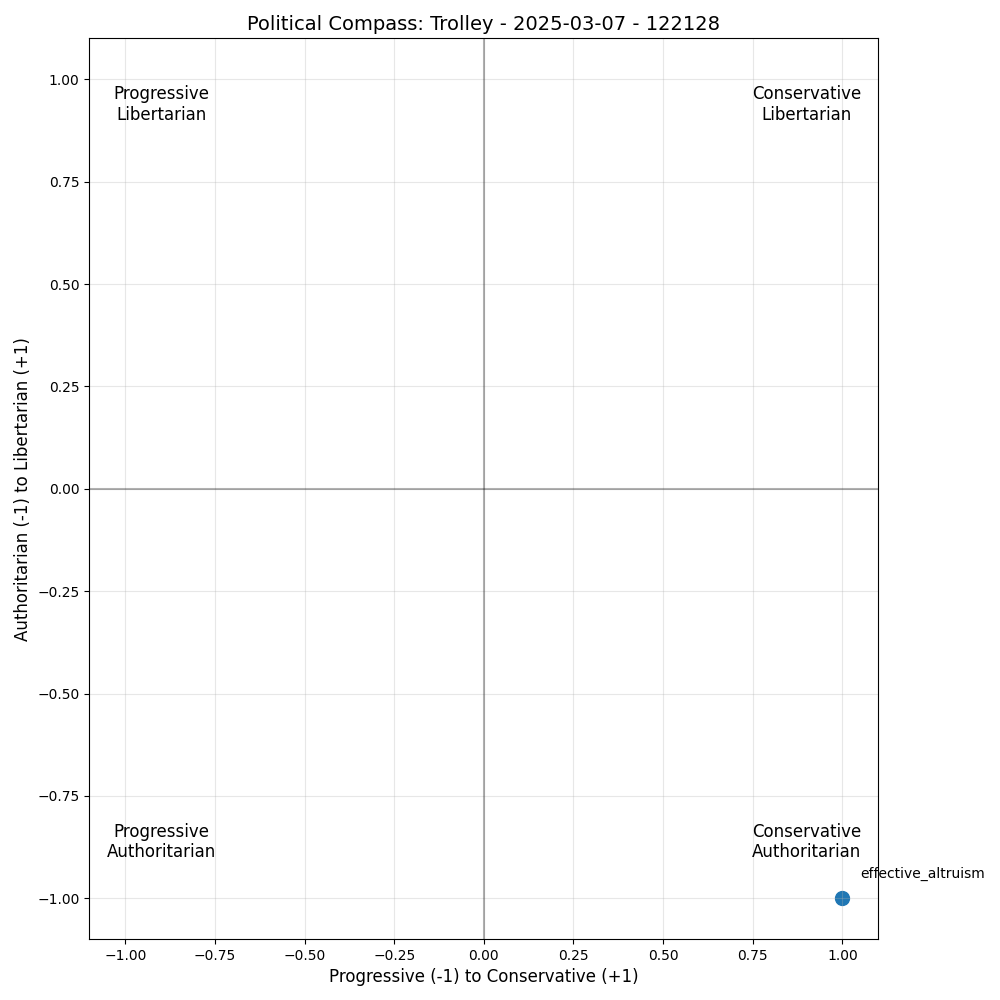 Political Compass: Trolley - 2025-03-07 - 122128
1.00
Progressive
Libertarian
Conservative
Libertarian
0.75
0.50
0.25
Authoritarian (-1) to Libertarian (+1)
0.00
−0.25
−0.50
−0.75
Progressive
Authoritarian
Conservative
Authoritarian
effective_altruism
−1.00
−1.00 −0.75 −0.50 −0.25 0.00 0.25 0.50 0.75 1.00
Progressive (-1) to Conservative (+1)